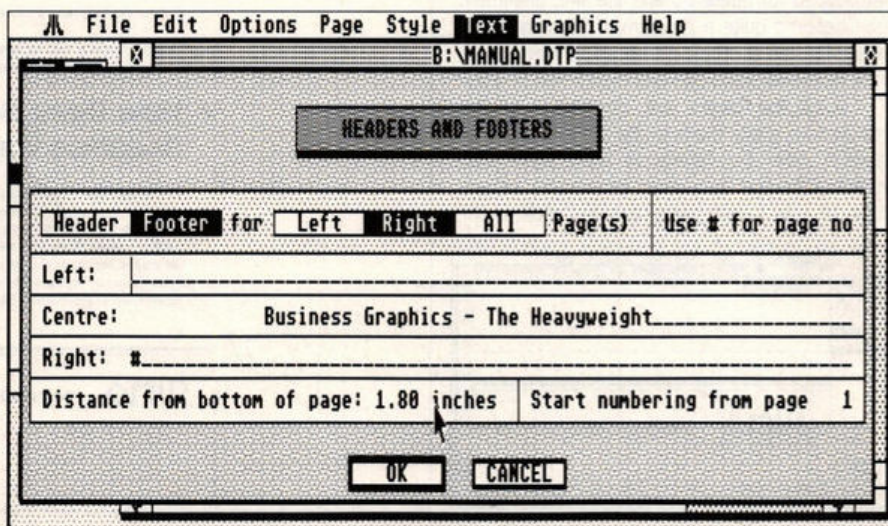 File Edit Options Page Style Text Graphics Help
B:\MANUAL.DTP
HEADERS AND FOOTERS
Header Footer for Left Right All Page(s) Use # for page no
Left:
Centre: Business Graphics - The Heavyweight
Right: #
Distance from bottom of page: 1.80 inches Start numbering from page 1
OK CANCEL